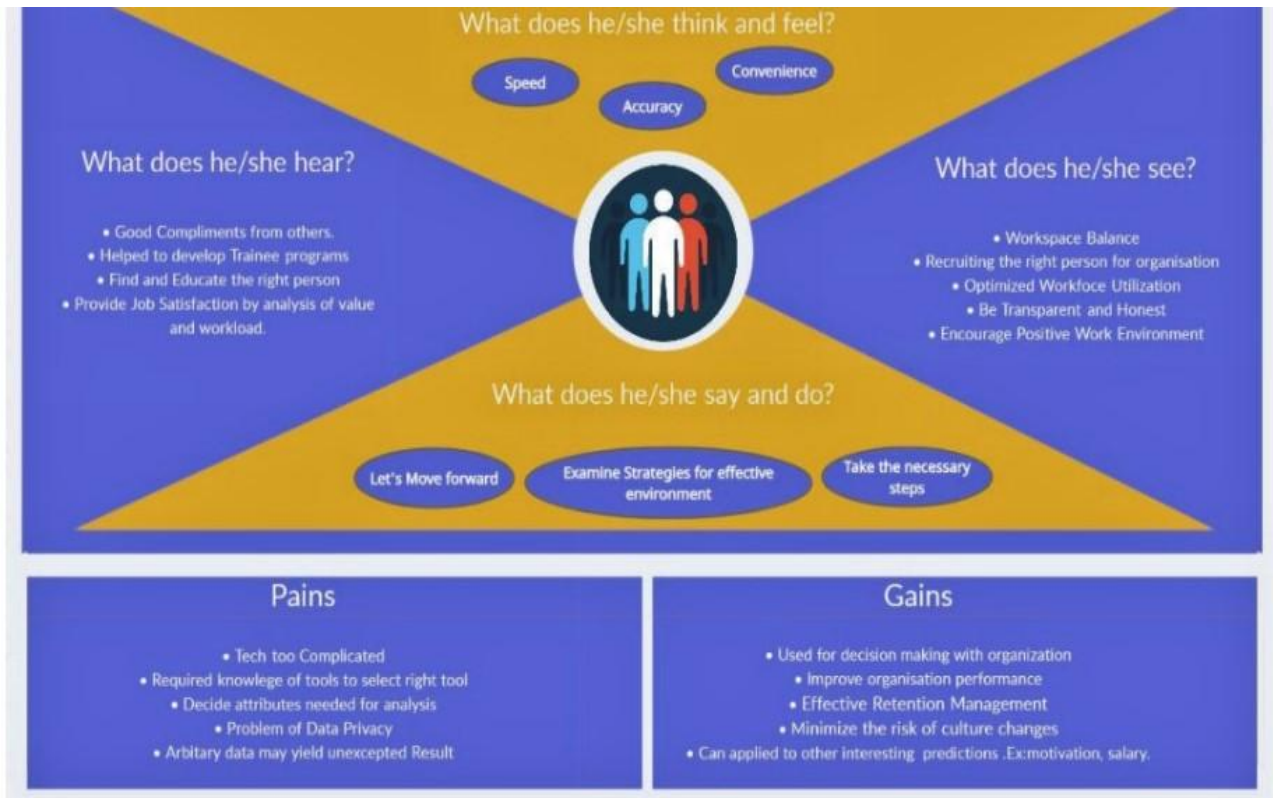 What does he/she think and feel?
Speed
Accuracy
Convenience
What does he/she hear?
• Good Compliments from others.
• Helped to develop Trainee programs
• Find and Educate the right person
• Provide Job Satisfaction by analysis of value
and workload.
What does he/she see?
• Workspace Balance
• Recruiting the right person for organisation
• Optimized Workfoce Utilization
• Be Transparent and Honest
• Encourage Positive Work Environment
What does he/she say and do?
Let's Move forward
Examine Strategies for effective
environment
Take the necessary
steps
Pains
• Tech too Complicated
• Required knowlege of tools to select right tool
• Decide attributes needed for analysis
• Problem of Data Privacy
• Arbitary data may yield unexcepted Result
Gains
• Used for decision making with organization
• Improve organisation performance
• Effective Retention Management
• Minimize the risk of culture changes
• Can applied to other interesting predictions .Ex:motivation, salary.